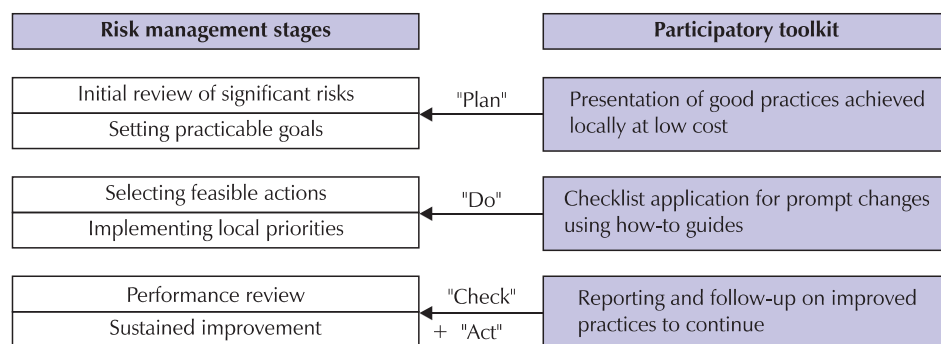 Risk management stages
Participatory toolkit
Initial review of significant risks
Setting practicable goals
"Plan"
Presentation of good practices achieved
locally at low cost
Selecting feasible actions
Implementing local priorities
"Do"
Checklist application for prompt changes
using how-to guides
Performance review
Sustained improvement
"Check"
+ "Act"
Reporting and follow-up on improved
practices to continue